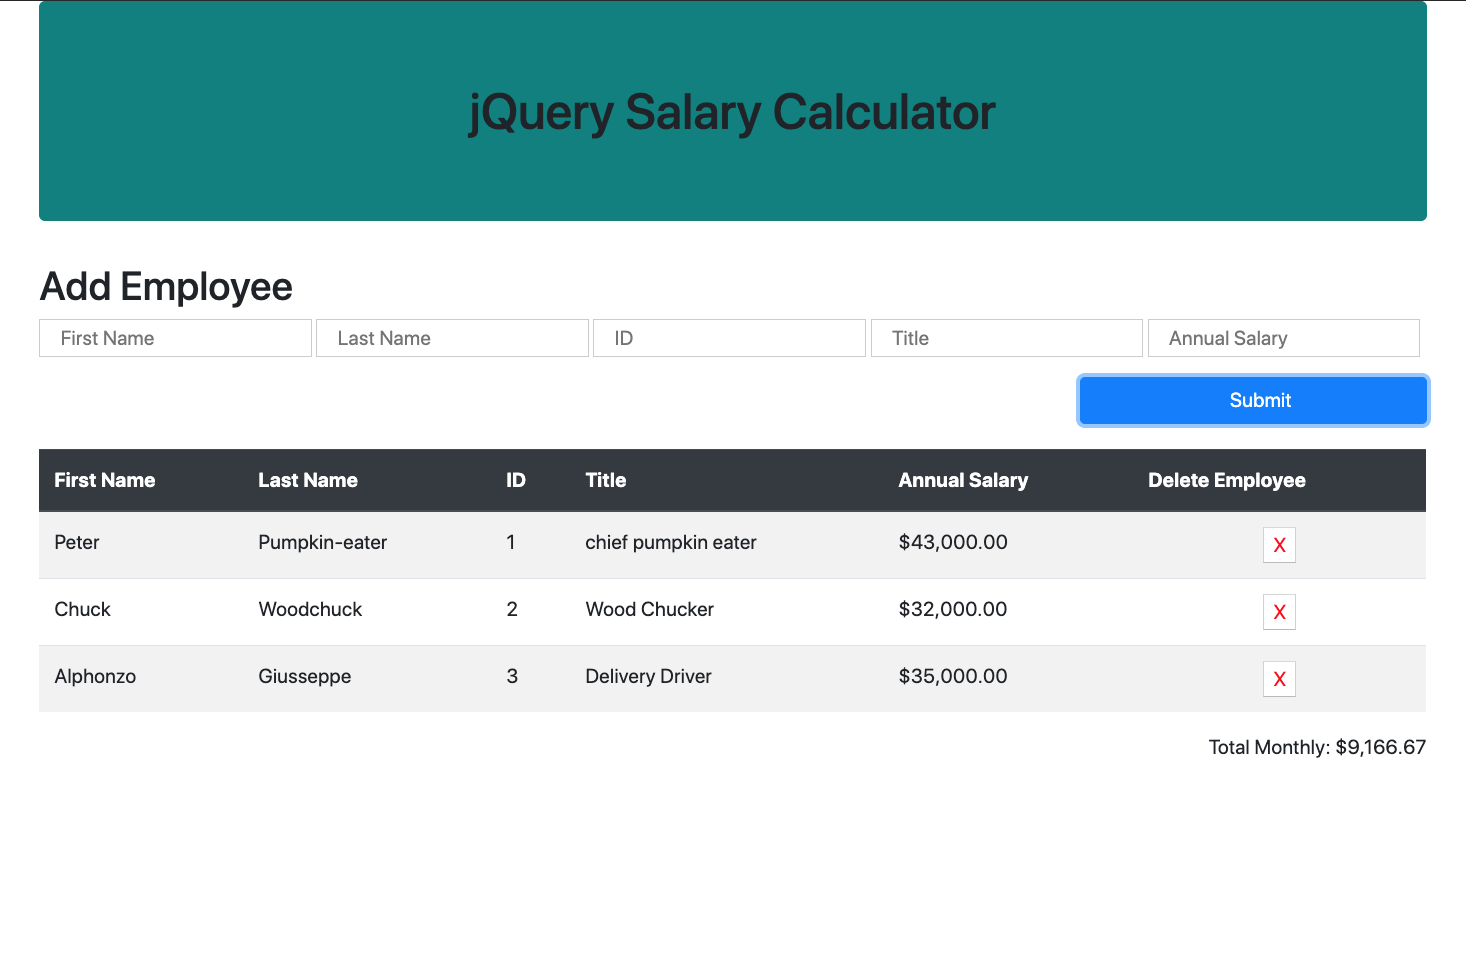 jQuery Salary Calculator
Add Employee
First Name Last Name ID Title Annual Salary
Submit
First Name Last Name ID Title Annual Salary Delete Employee
Peter Pumpkin-eater 1 chief pumpkin eater $43,000.00 X
Chuck Woodchuck 2 Wood Chucker $32,000.00 X
Alphonzo Giusseppe 3 Delivery Driver $35,000.00 X
Total Monthly: $9,166.67